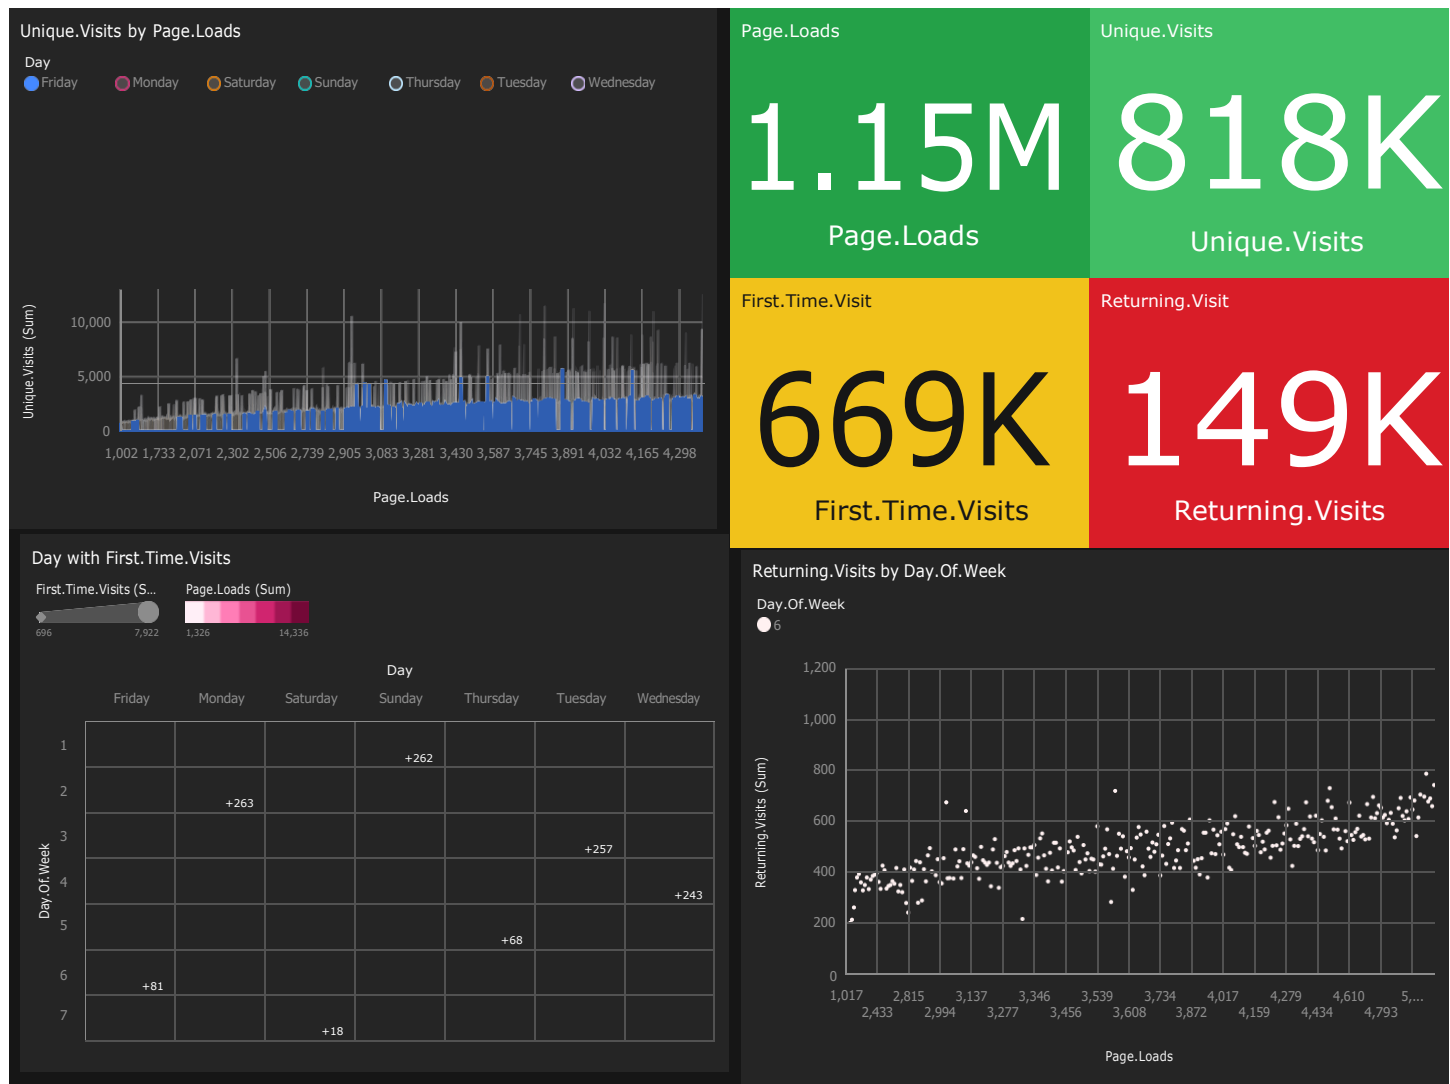 Unique.Visits by Page.Loads
Day
Friday Monday Saturday Sunday Thursday Tuesday Wednesday
Unique.Visits (Sum)
10,000
5,000
0
1,002 1,733 2,071 2,302 2,506 2,739 2,905 3,083 3,281 3,430 3,587 3,745 3,891 4,032 4,165 4,298
Page.Loads
Page.Loads
1.15M
Page.Loads
Unique.Visits
818K
Unique.Visits
First.Time.Visit
669K
First.Time.Visits
Returning.Visit
149K
Returning.Visits
Day with First.Time.Visits
First.Time.Visits (S... Page.Loads (Sum)
696 7,922 1,326 14,336
Day
Friday Monday Saturday Sunday Thursday Tuesday Wednesday
Day.Of.Week
1
+262
2
+263
3
+257
4
+243
5
+68
6
+81
7
+18
Returning.Visits by Day.Of.Week
Day.Of.Week
6
Returning.Visits (Sum)
1,200
1,000
800
600
400
200
0
1,017 2,815 3,137 3,346 3,539 3,734 4,017 4,279 4,610 5,...
2,433 2,994 3,277 3,456 3,608 3,872 4,159 4,434 4,793
Page.Loads